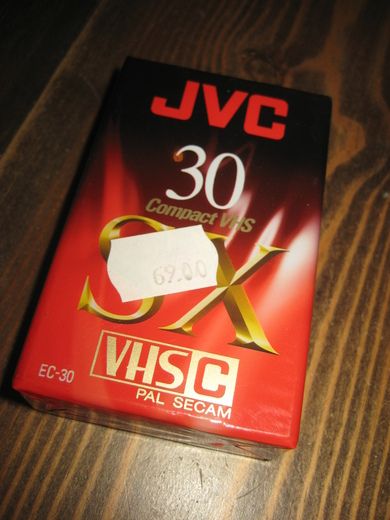 JVC
30
Compact VHS
SX
69.00
VHS C
EC-30
PAL SECAM